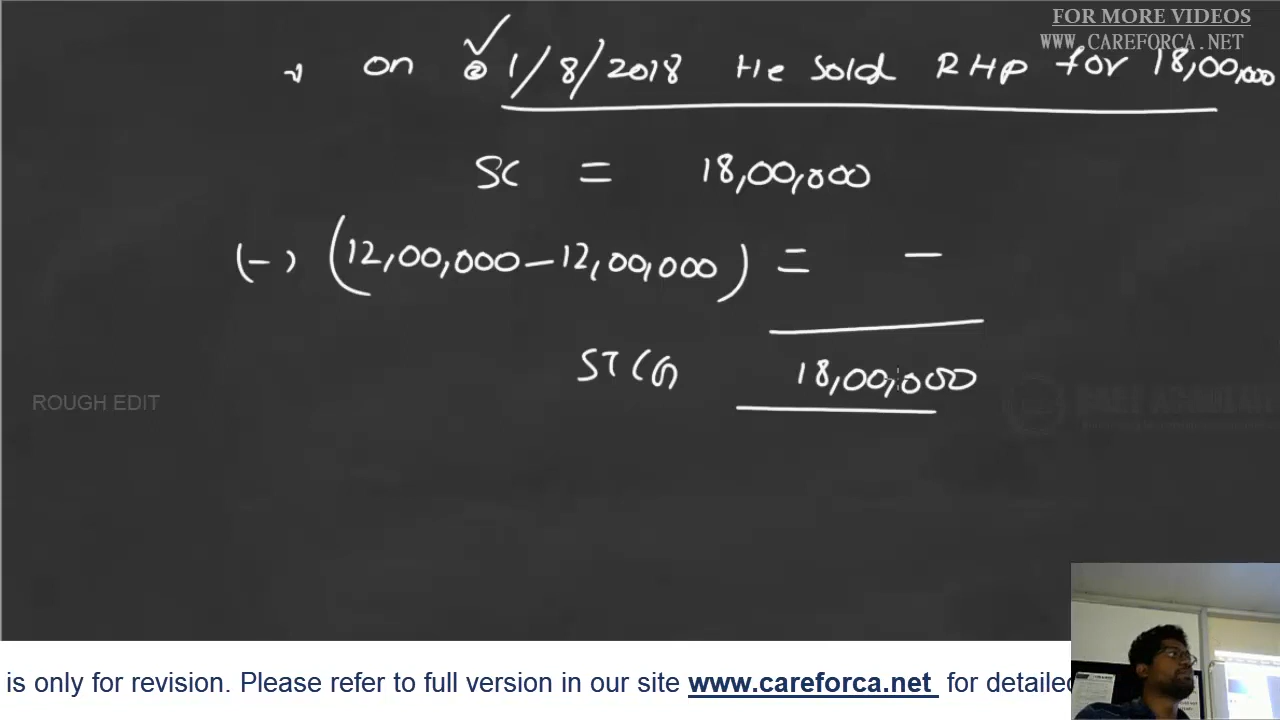 FOR MORE VIDEOS
WWW. CAREFORCA.NET
on 1/8/2018 He sold RHP for 18,00,000
SC = 18,00,000
(-) (12,00,000 - 12,00,000) = -
STCG 18,00,000
ROUGH EDIT
is only for revision. Please refer to full version in our site www.careforca.net for detailed